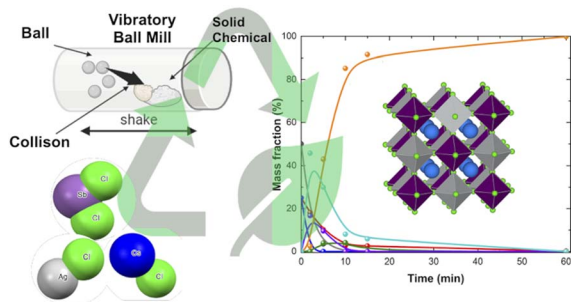 Ball
Vibratory
Ball Mill
Solid
Chemical
Collison
shake
Cl
Sb
Cl
Cl
Ag
Cs
Cl
Mass fraction (%)
100
80
60
40
20
0
0
10
20
30
40
50
60
Time (min)